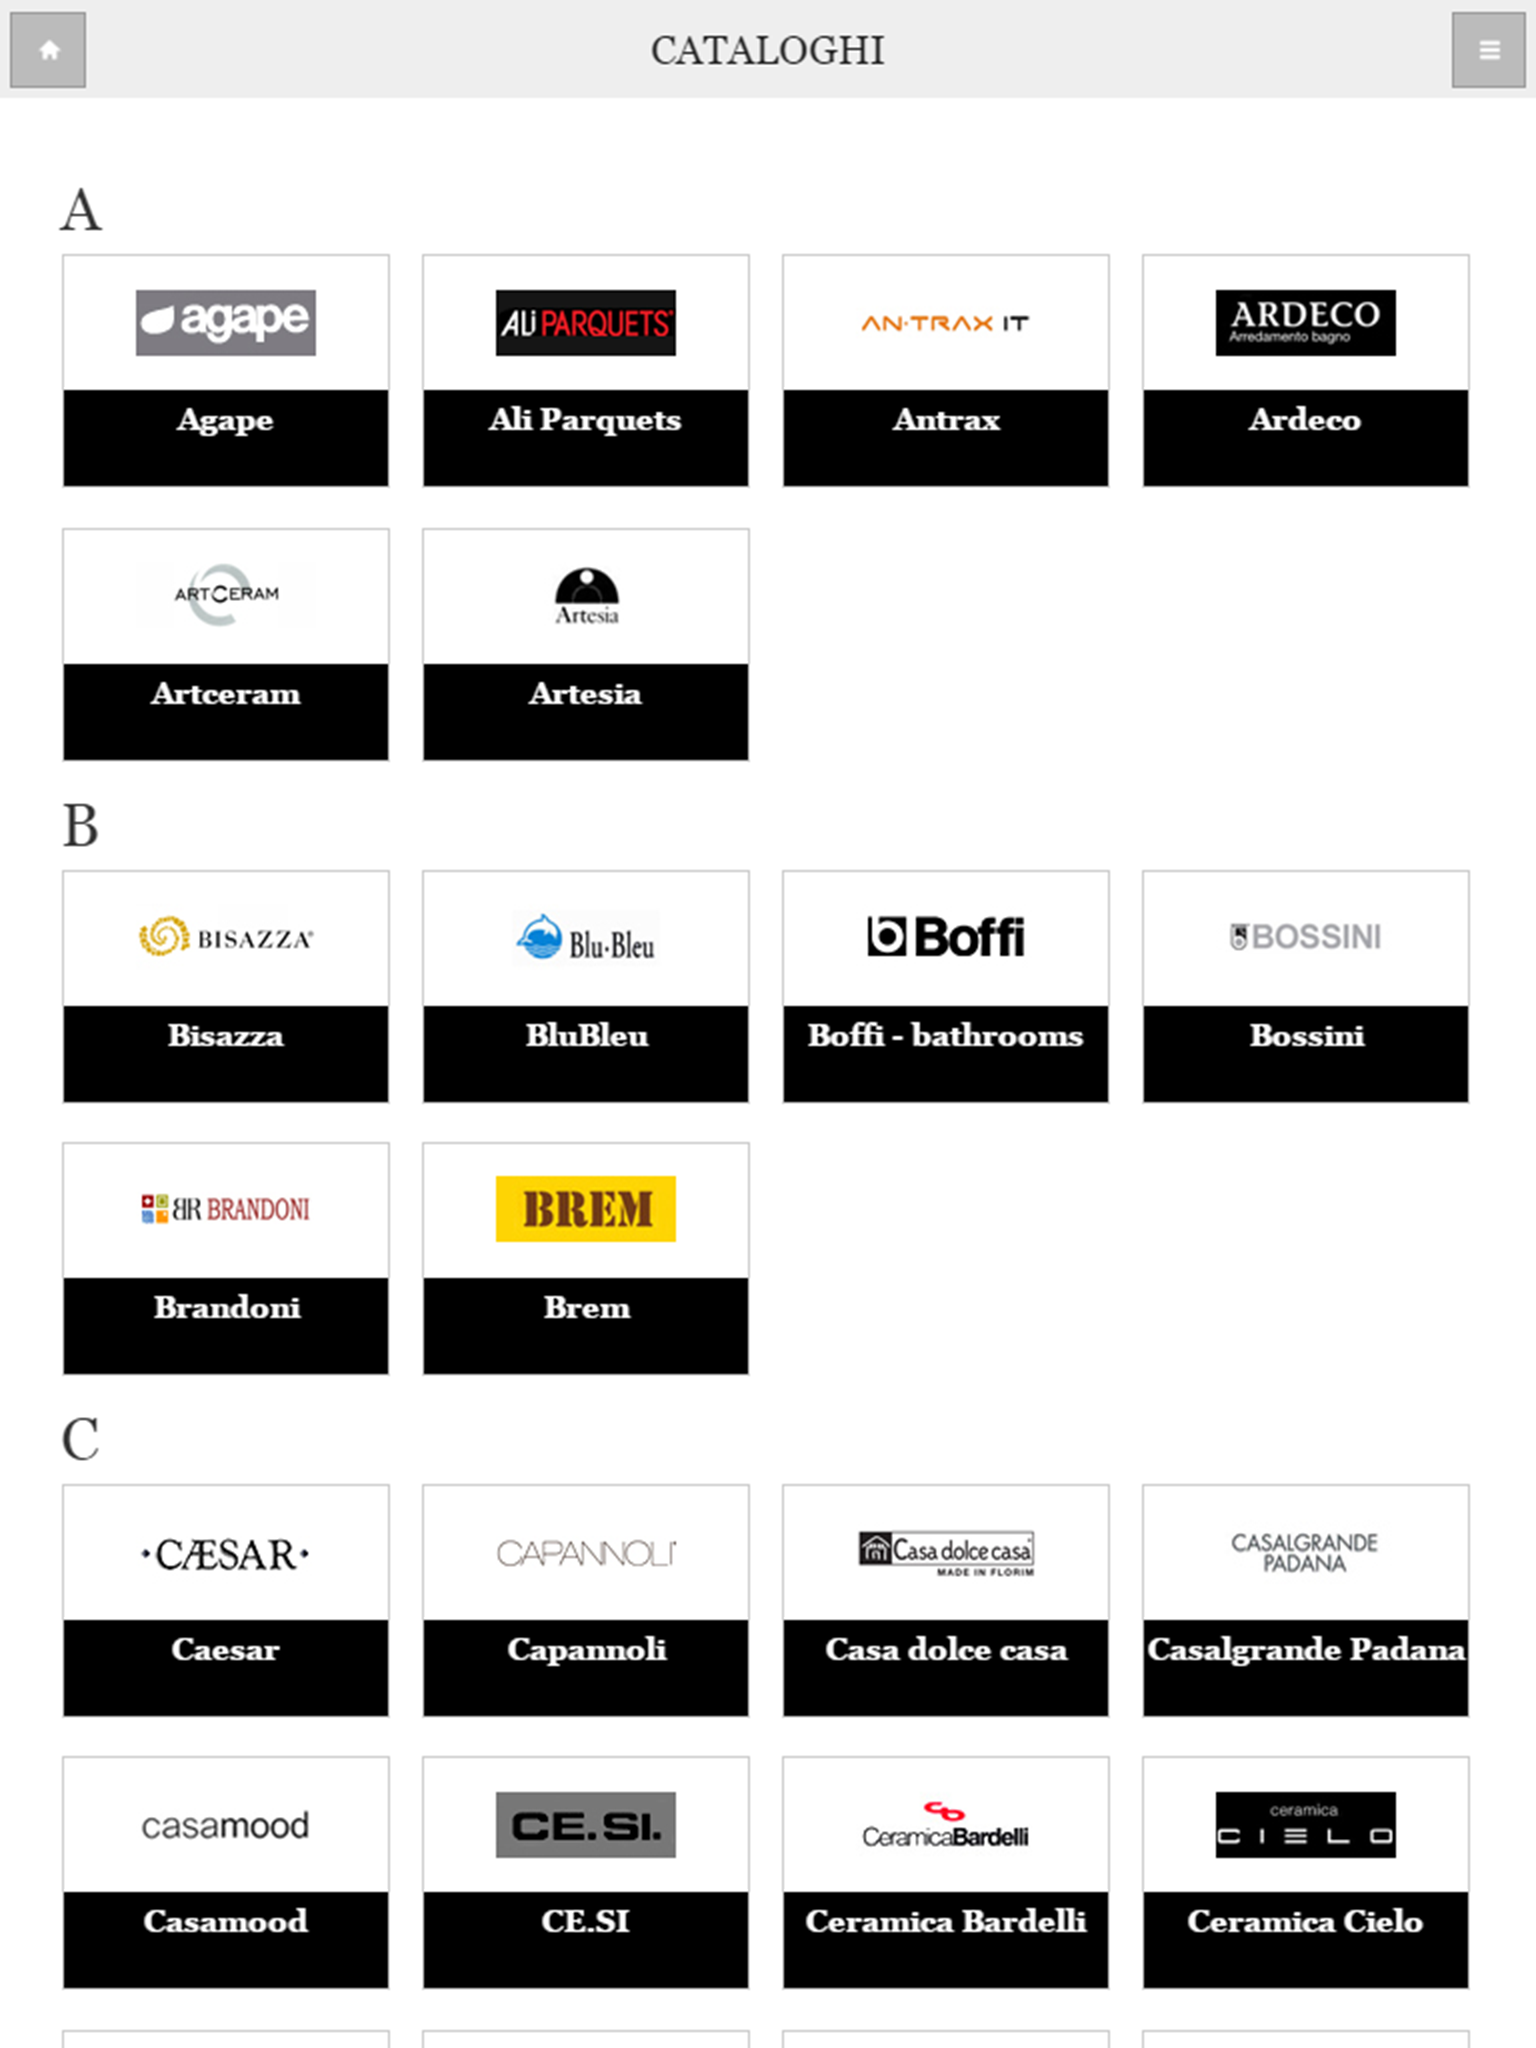 CATALOGHI
A
agape
ALi PARQUETS®
AN·TRAX IT
ARDECO
Arredamento bagno
Agape
Ali Parquets
Antrax
Ardeco
ARTCERAM
Artesia
Artceram
Artesia
B
BISAZZA®
Blu·Bleu
Boffi
BOSSINI
Bisazza
BluBleu
Boffi - bathrooms
Bossini
BR BRANDONI
BREM
Brandoni
Brem
C
·CÆSAR·
CAPANNOLI
Casa dolce casa
MADE IN FLORIM
CASALGRANDE
PADANA
Caesar
Capannoli
Casa dolce casa
Casalgrande Padana
casamood
CE.SI.
CeramicaBardelli
ceramica
CIELO
Casamood
CE.SI
Ceramica Bardelli
Ceramica Cielo